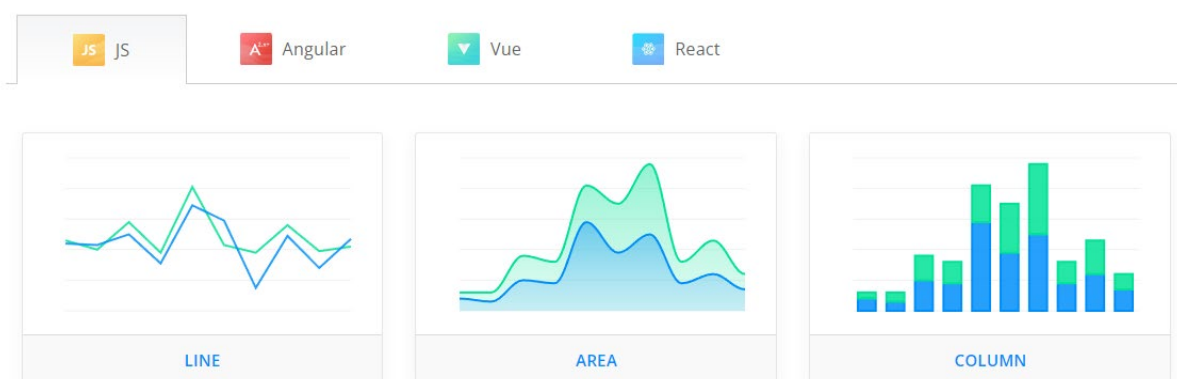 JS JS
Angular
Vue
React
LINE
AREA
COLUMN